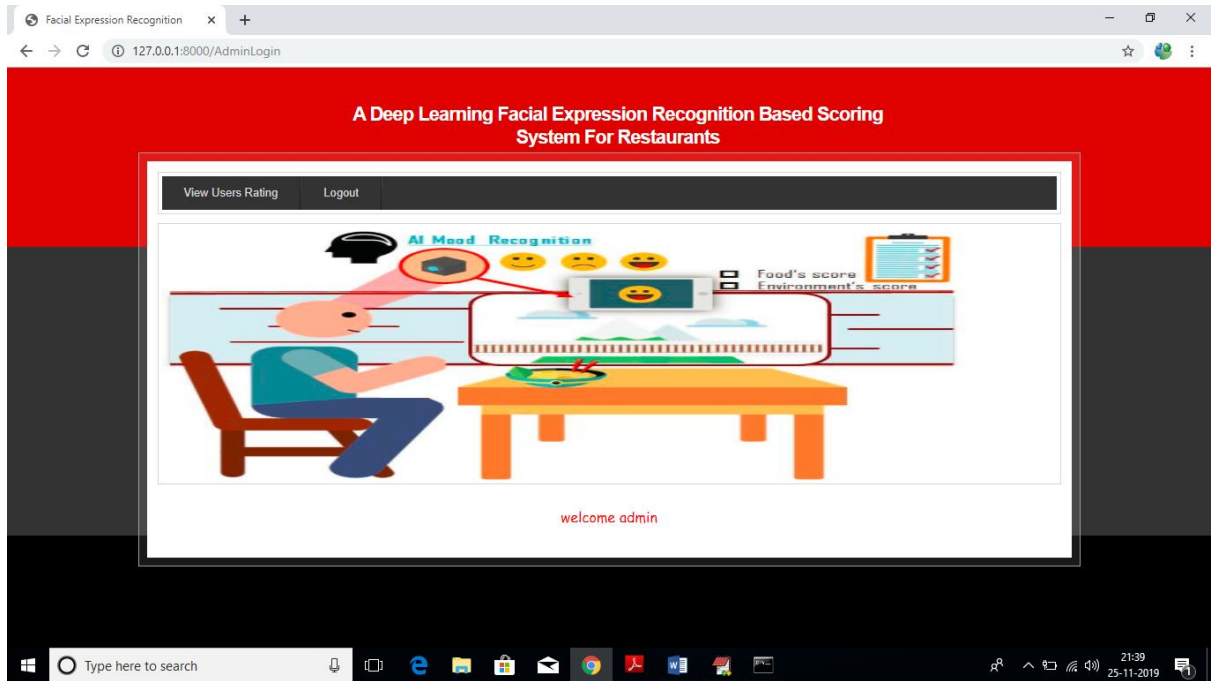 Facial Expression Recognition
127.0.0.1:8000/AdminLogin
A Deep Learning Facial Expression Recognition Based Scoring
System For Restaurants
View Users Rating Logout
AI Mood Recognition
Food's score
Environment's score
welcome admin
Type here to search
21:39
25-11-2019
1